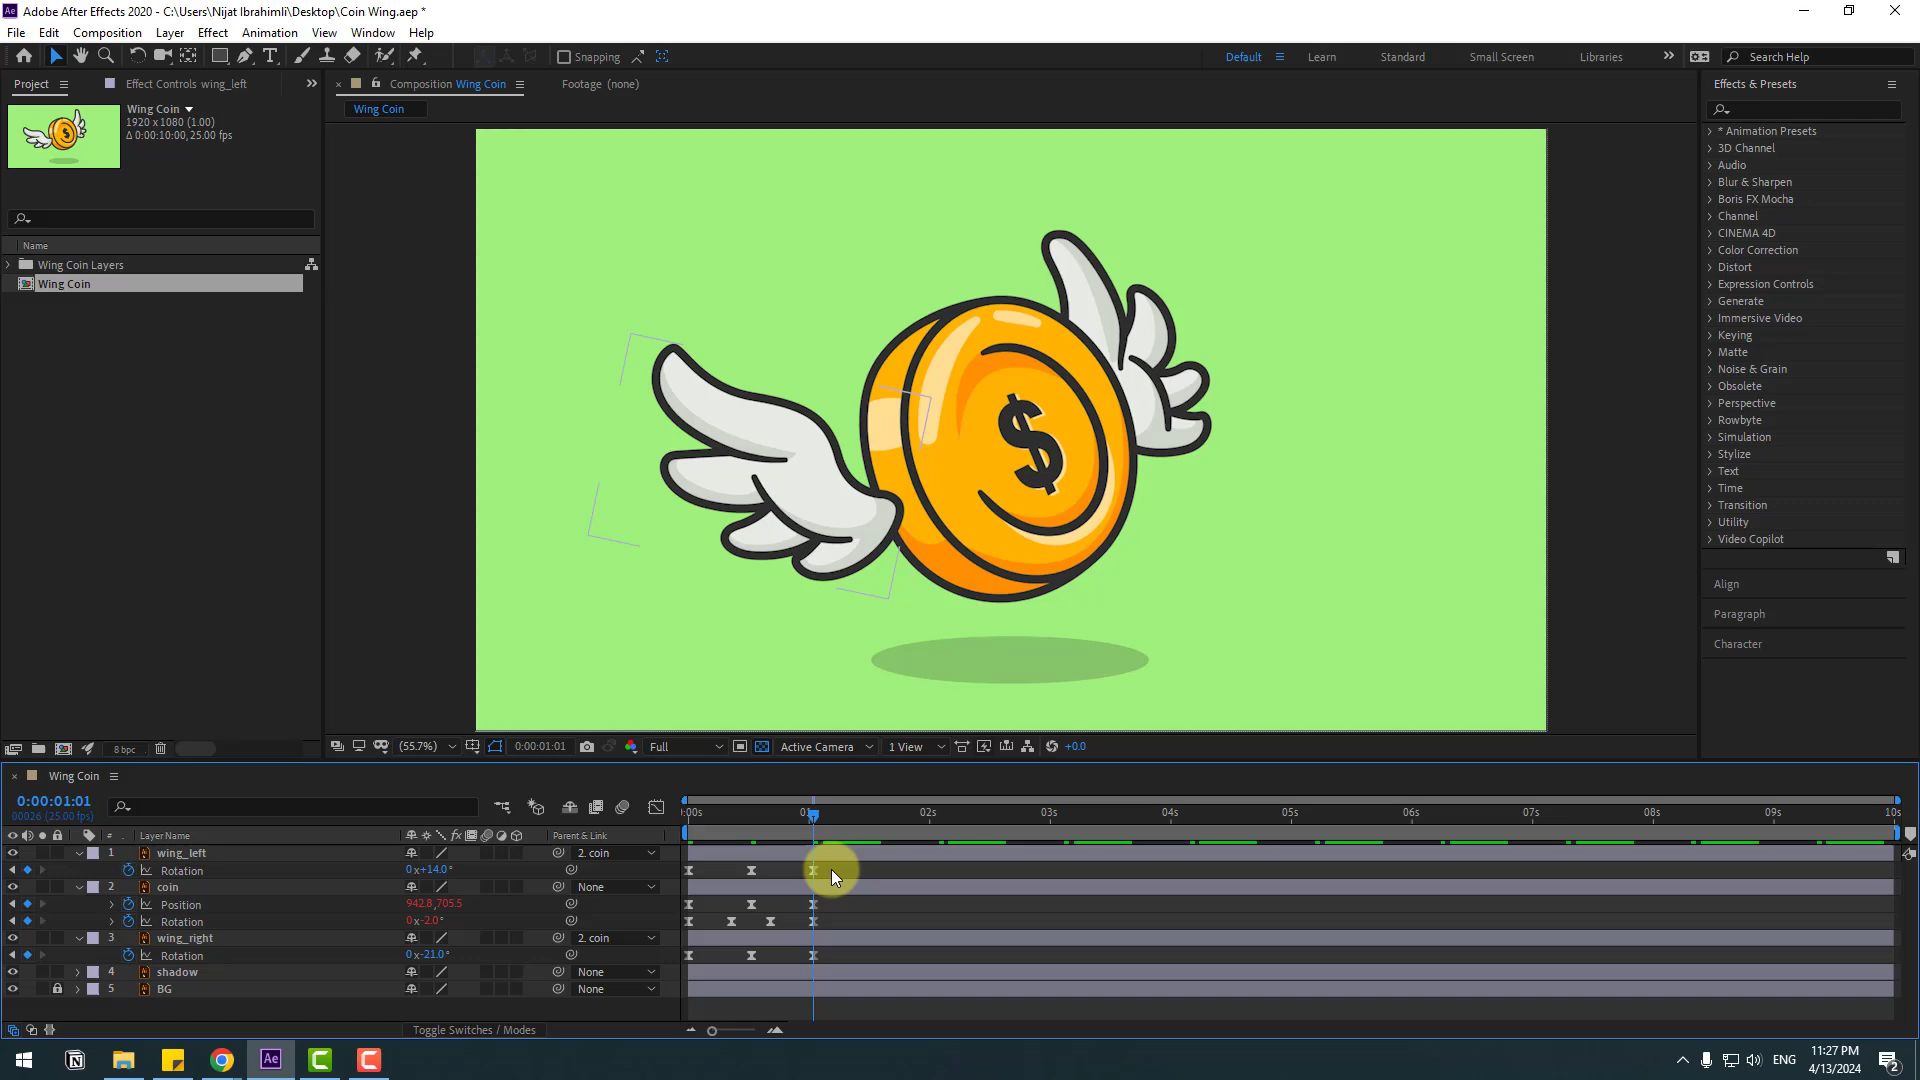 Ae Adobe After Effects 2020 - C:\Users\Nijat Ibrahimli\Desktop\Coin Wing.aep *
File Edit Composition Layer Effect Animation View Window Help
Snapping Default Learn Standard Small Screen Libraries Search Help
Project Effect Controls wing_left Composition Wing Coin Footage (none) Effects & Presets
Wing Coin
1920 x 1080 (1.00)
Δ 0:00:10:00, 25.00 fps
Name
Wing Coin Layers
Wing Coin
8 bpc
Wing Coin
$
(55.7%) 0:00:01:01 Full Active Camera 1 View +0.0
* Animation Presets
3D Channel
Audio
Blur & Sharpen
Boris FX Mocha
Channel
CINEMA 4D
Color Correction
Distort
Expression Controls
Generate
Immersive Video
Keying
Matte
Noise & Grain
Obsolete
Perspective
Rowbyte
Simulation
Stylize
Text
Time
Transition
Utility
Video Copilot
Align
Paragraph
Character
Wing Coin
0:00:01:01
00026 (25.00 fps)
:00s 01 02s 03s 04s 05s 06s 07s 08s 09s 10s
# Layer Name fx Parent & Link
1 wing_left 2. coin
Rotation 0x+14.0°
2 coin None
Position 942.8,705.5
Rotation 0x-2.0°
3 wing_right 2. coin
Rotation 0x-21.0°
4 shadow None
5 BG None
Toggle Switches / Modes
N Ae C C ENG 11:27 PM
4/13/2024 2